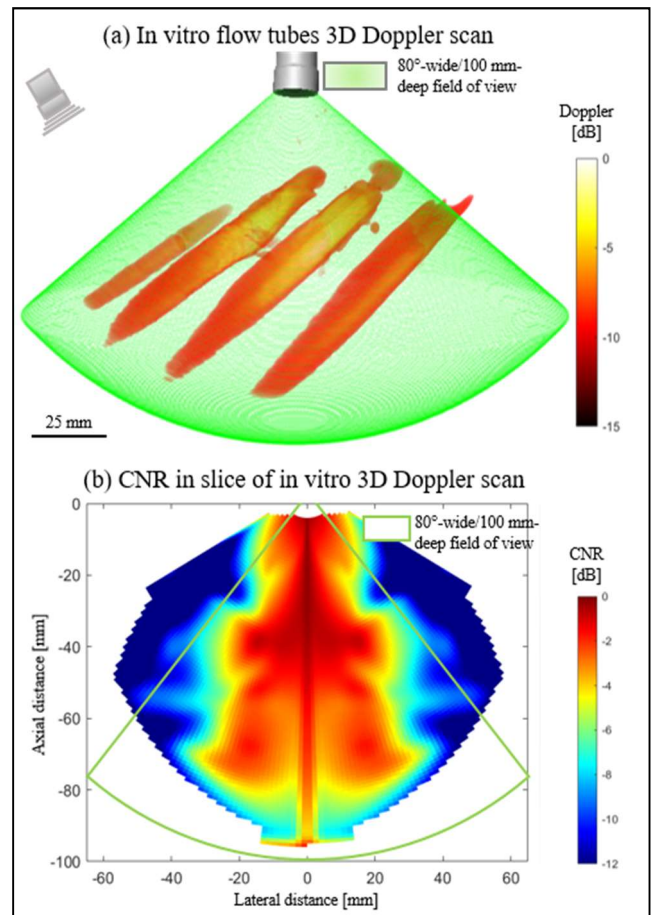 (a) In vitro flow tubes 3D Doppler scan
80°-wide/100 mm-
deep field of view
Doppler
[dB]
0
-5
-10
-15
25 mm
(b) CNR in slice of in vitro 3D Doppler scan
80°-wide/100 mm-
deep field of view
CNR
[dB]
0
-20
-40
-60
-80
-100
Axial distance [mm]
-60
-40
-20
0
20
40
60
Lateral distance [mm]
0
-2
-4
-6
-8
-10
-12